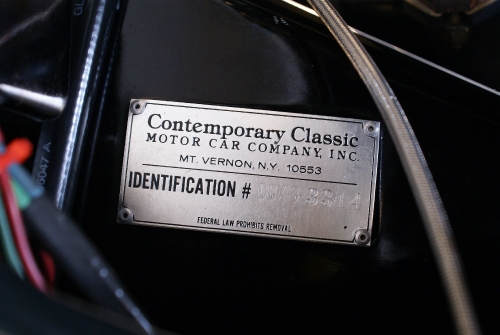 Contemporary Classic
MOTOR CAR COMPANY, INC.
MT. VERNON, N.Y. 10553
IDENTIFICATION #
FEDERAL LAW PROHIBITS REMOVAL